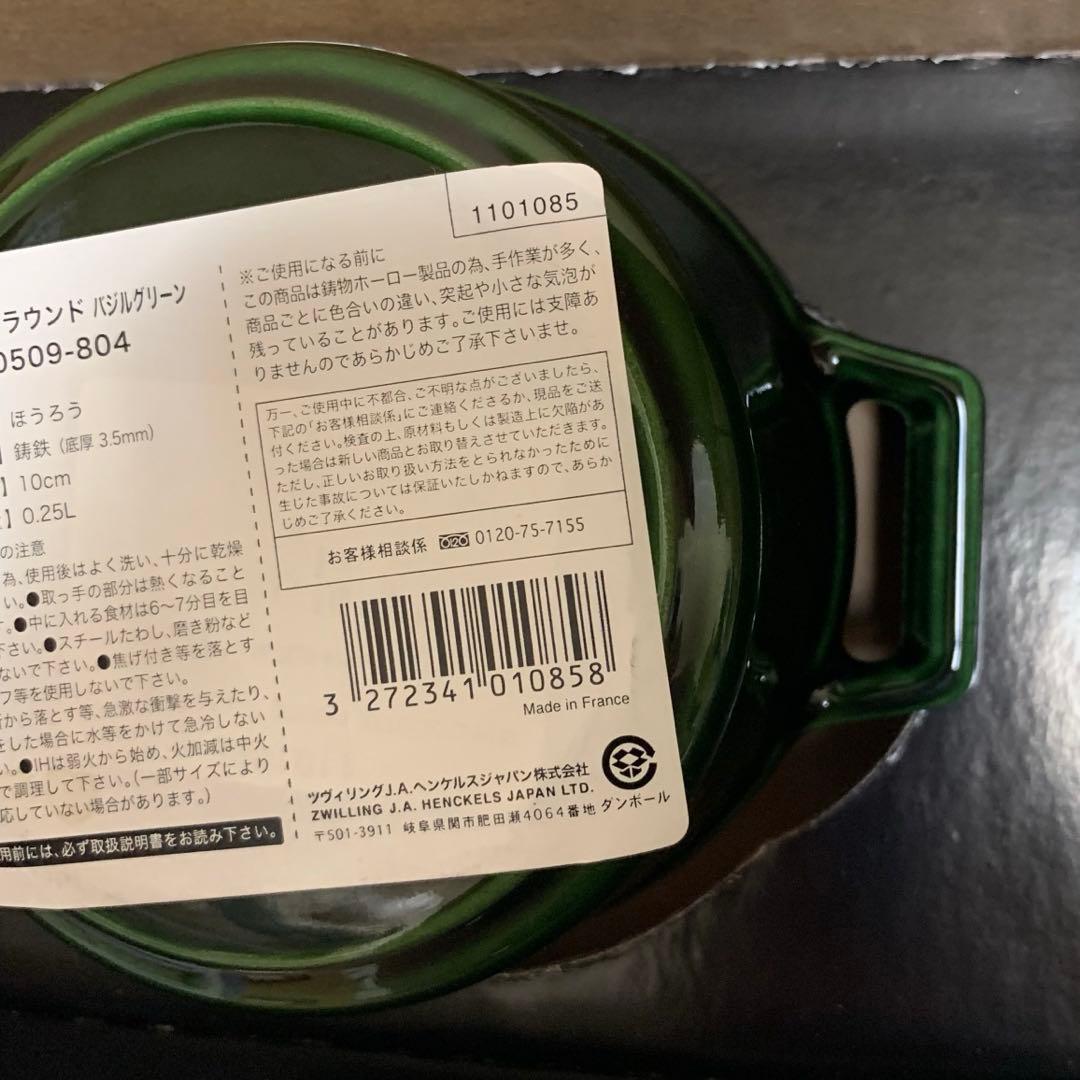 1101085
ラウンド バジルグリーン
0509-804
ほうろう
】鋳鉄（底厚 3.5mm）
】10cm
】0.25L
の注意
為、使用後はよく洗い、十分に乾燥
い。●取っ手の部分は熱くなること
す。●中に入れる食材は6〜7分目を目
下さい。●スチールたわし、磨き粉など
ないで下さい。●焦げ付き等を落とす
フ等を使用しないで下さい。
から落とす等、急激な衝撃を与えたり、
をした場合に水等をかけて急冷しない
い。●IHは弱火から始め、火加減は中火
で調理して下さい。（一部サイズにより
応していない場合があります。）
用前には、必ず取扱説明書をお読み下さい。
※ご使用になる前に
この商品は鋳物ホーロー製品の為、手作業が多く、
商品ごとに色合いの違い、突起や小さな気泡が
残っていることがあります。ご使用には支障あ
りませんのであらかじめご了承下さいませ。
万一、ご使用中に不都合、ご不明な点がございましたら、
下記の「お客様相談係」にご連絡くださるか、現品をご送
付ください。検査の上、原材料もしくは製造上に欠陥があ
った場合は新しい商品とお取り替えさせていただきます。
ただし、正しいお取り扱い方法をとられなかったために
生じた事故については保証いたしかねますので、あらか
じめご了承ください。
お客様相談係 0120-75-7155
3 272341 010858
Made in France
ツヴィリングJ.A.ヘンケルスジャパン株式会社
ZWILLING J.A. HENCKELS JAPAN LTD.
〒501-3911 岐阜県関市肥田瀬4064番地 ダンボール